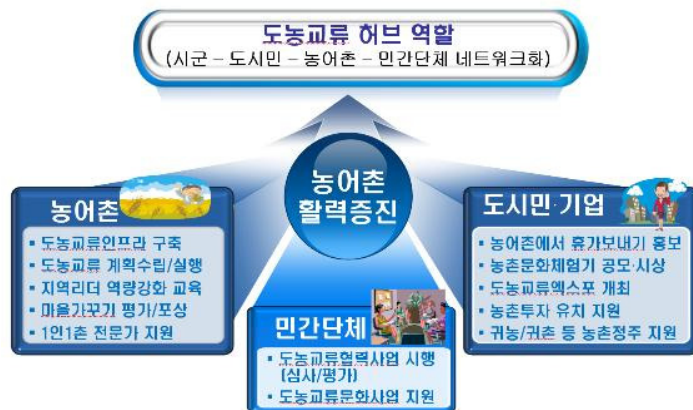 도농교류 허브 역할
(시군 – 도시민 – 농어촌 – 민간단체 네트워크화)
농어촌
활력증진
농어촌
▪ 도농교류인프라 구축
▪ 도농교류 계획수립/실행
▪ 지역리더 역량강화 교육
▪ 마을가꾸기 평가/포상
▪ 1인1촌 전문가 지원
민간단체
▪ 도농교류협력사업 시행
(심사/평가)
▪ 도농교류문화사업 지원
도시민·기업
▪ 농어촌에서 휴가보내기 홍보
▪ 농촌문화체험기 공모·시상
▪ 도농교류엑스포 개최
▪ 농촌투자 유치 지원
▪ 귀농/귀촌 등 농촌정주 지원